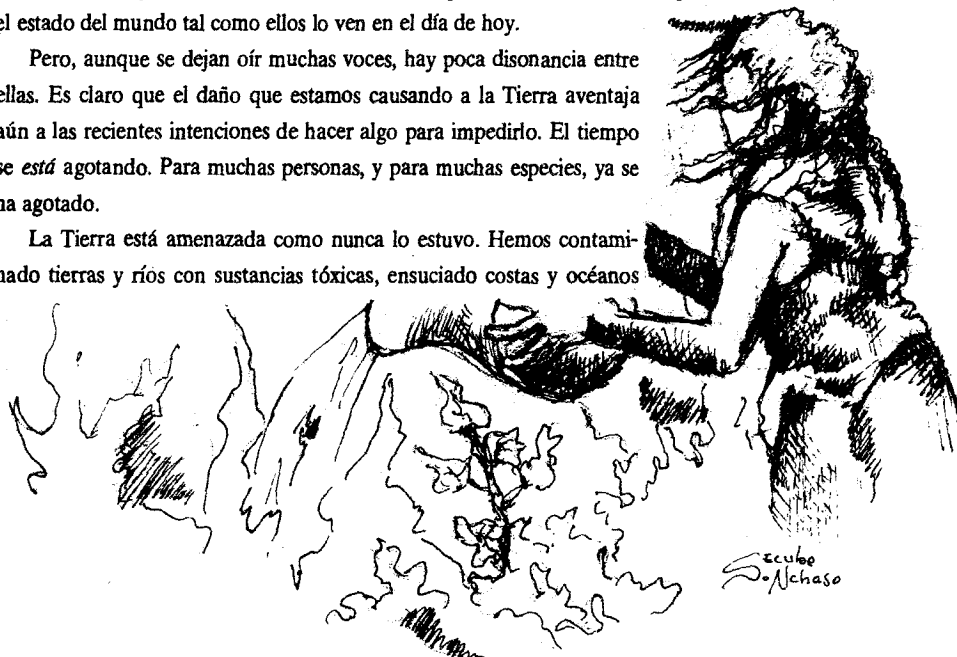 el estado del mundo tal como ellos lo ven en el día de hoy.
Pero, aunque se dejan oír muchas voces, hay poca disonancia entre
ellas. Es claro que el daño que estamos causando a la Tierra aventaja
aún a las recientes intenciones de hacer algo para impedirlo. El tiempo
se está agotando. Para muchas personas, y para muchas especies, ya se
ha agotado.
La Tierra está amenazada como nunca lo estuvo. Hemos contami-
nado tierras y ríos con sustancias tóxicas, ensuciado costas y océanos